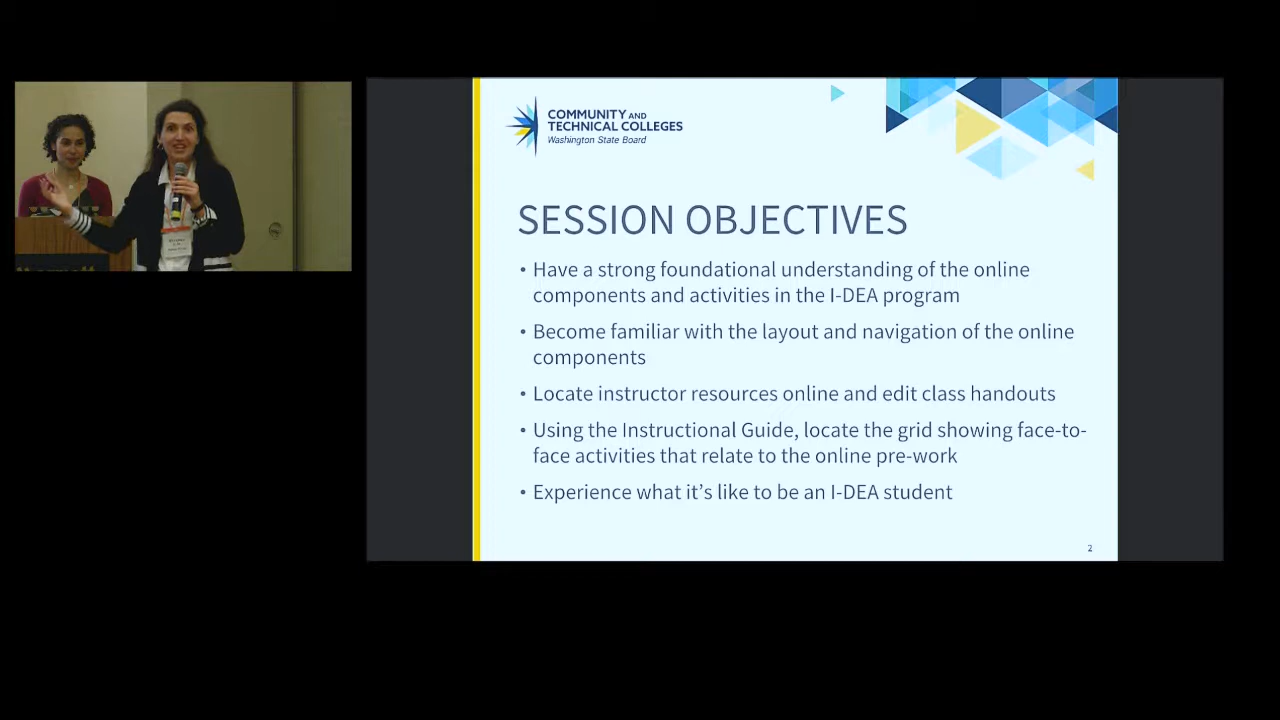 COMMUNITY AND
TECHNICAL COLLEGES
Washington State Board
SESSION OBJECTIVES
• Have a strong foundational understanding of the online
components and activities in the I-DEA program
• Become familiar with the layout and navigation of the online
components
• Locate instructor resources online and edit class handouts
• Using the Instructional Guide, locate the grid showing face-to-
face activities that relate to the online pre-work
• Experience what it's like to be an I-DEA student
2